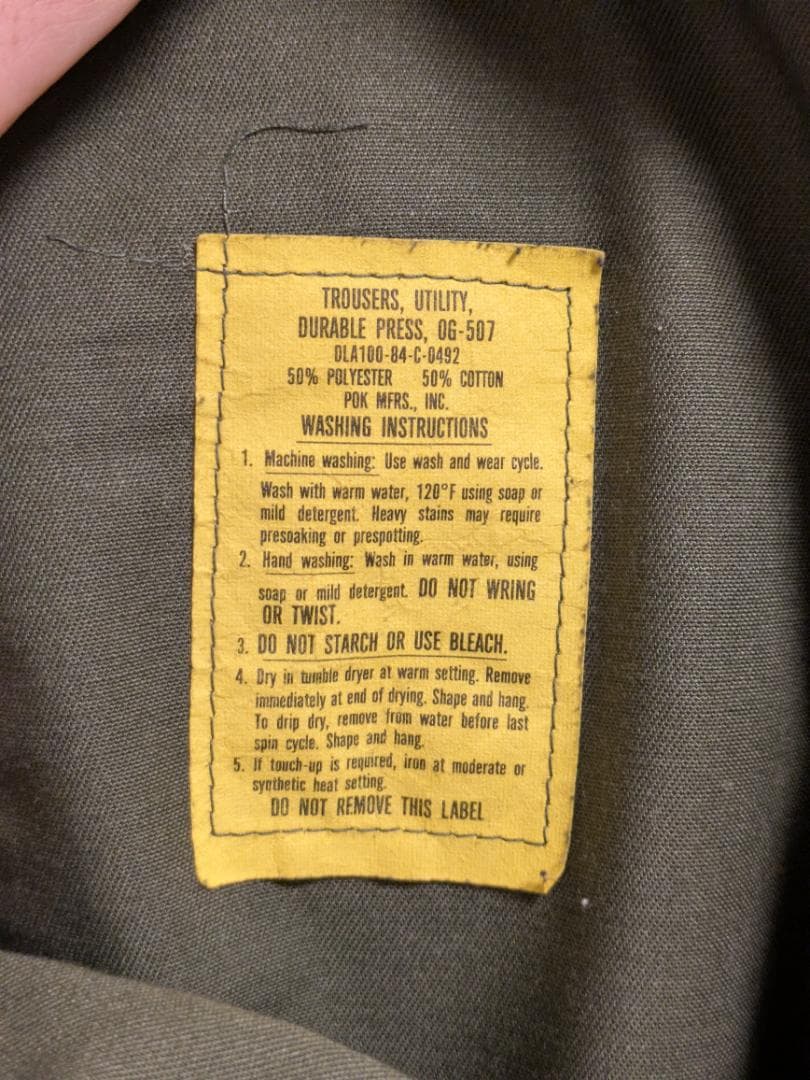 TROUSERS, UTILITY,
DURABLE PRESS, OG-507
DLA100-84-C-0492
50% POLYESTER 50% COTTON
POK MFRS., INC.
WASHING INSTRUCTIONS
1. Machine washing: Use wash and wear cycle.
Wash with warm water, 120°F using soap or
mild detergent. Heavy stains may require
presoaking or prespotting.
2. Hand washing: Wash in warm water, using
soap or mild detergent. DO NOT WRING
OR TWIST.
3. DO NOT STARCH OR USE BLEACH.
4. Dry in tumble dryer at warm setting. Remove
immediately at end of drying. Shape and hang.
To drip dry, remove from water before last
spin cycle. Shape and hang.
5. If touch-up is required, iron at moderate or
synthetic heat setting.
DO NOT REMOVE THIS LABEL